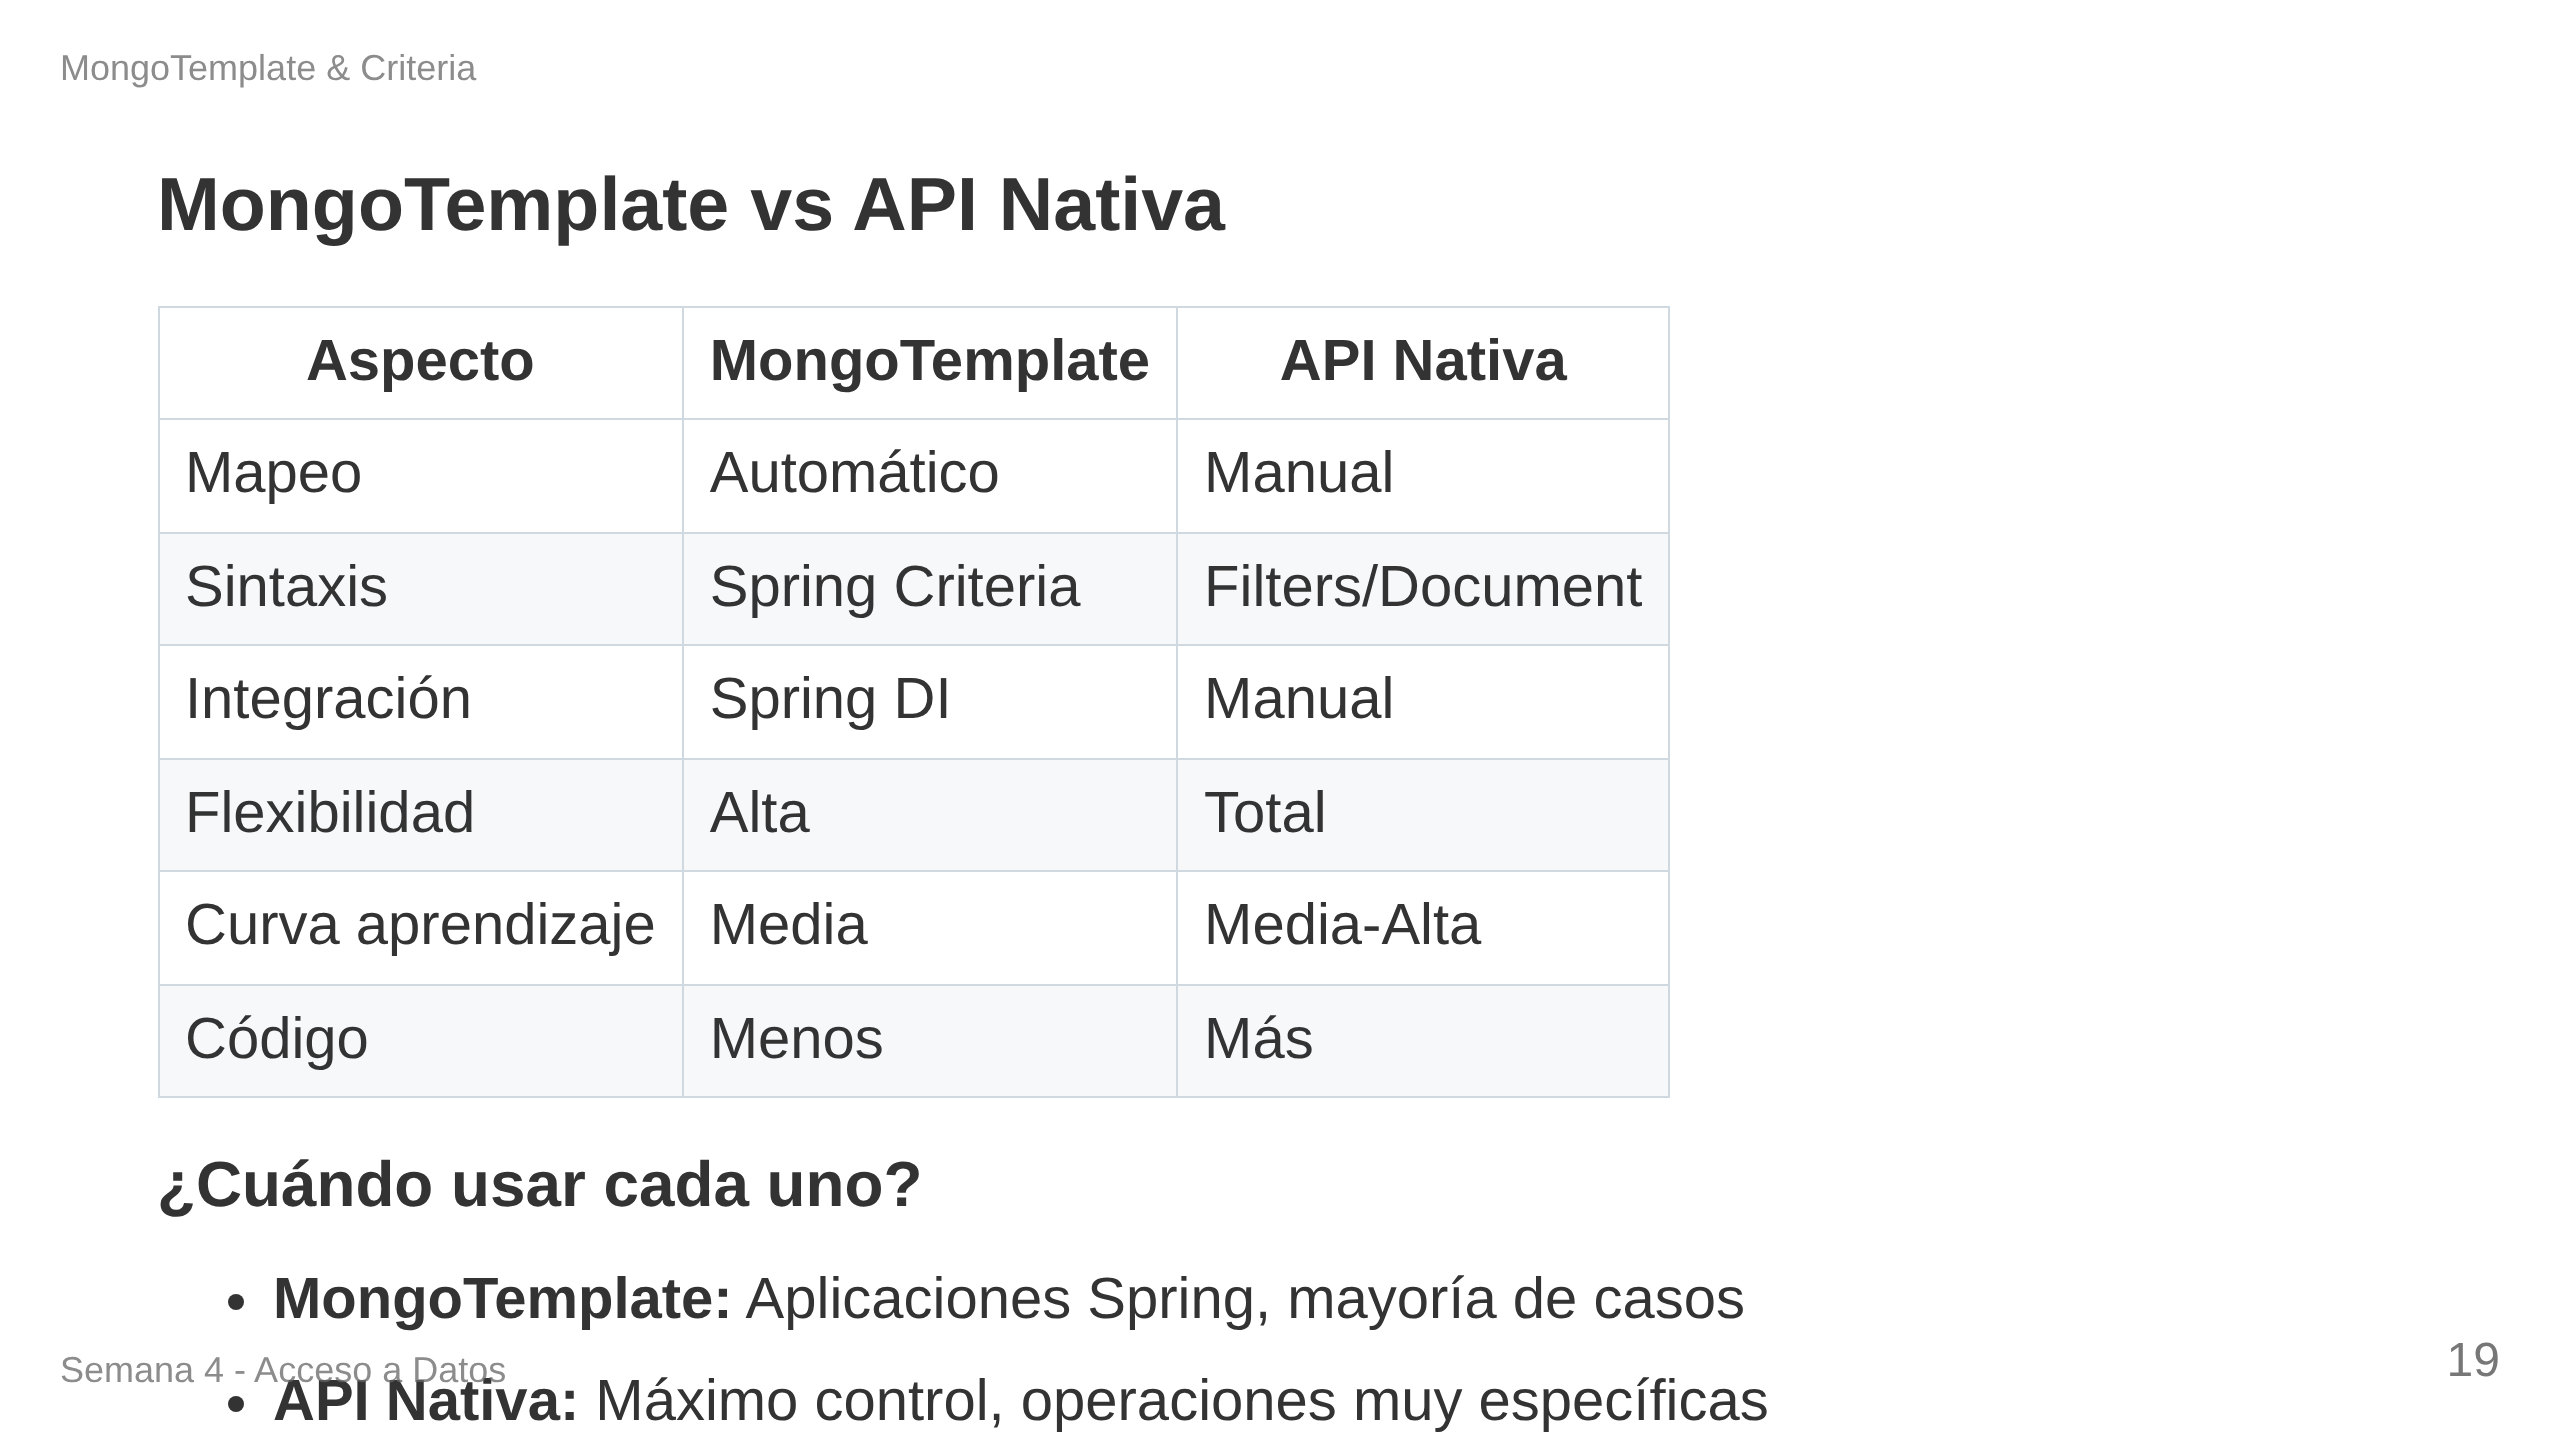 MongoTemplate & Criteria
MongoTemplate vs API Nativa
Aspecto MongoTemplate API Nativa
Mapeo Automático Manual
Sintaxis Spring Criteria Filters/Document
Integración Spring DI Manual
Flexibilidad Alta Total
Curva aprendizaje Media Media-Alta
Código Menos Más
¿Cuándo usar cada uno?
• MongoTemplate: Aplicaciones Spring, mayoría de casos
• API Nativa: Máximo control, operaciones muy específicas
Semana 4 - Acceso a Datos
19